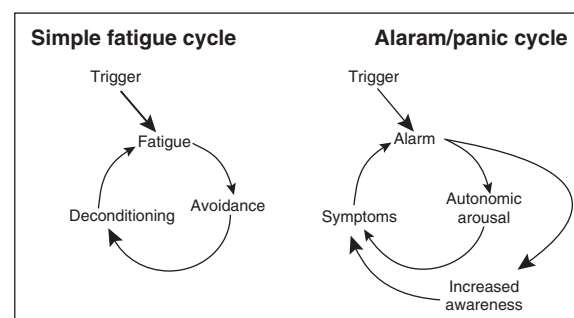 Simple fatigue cycle
Trigger
Fatigue
Avoidance
Deconditioning
Alaram/panic cycle
Trigger
Alarm
Autonomic
arousal
Symptoms
Increased
awareness